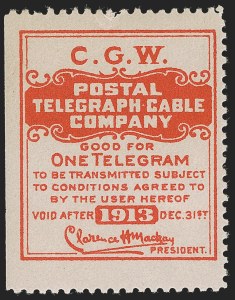 C.G.W.
POSTAL
TELEGRAPH-CABLE
COMPANY
GOOD FOR
ONE TELEGRAM
TO BE TRANSMITTED SUBJECT
TO CONDITIONS AGREED TO
BY THE USER HEREOF
VOID AFTER 1913 DEC. 31ST
Clarence H Mackay
PRESIDENT.